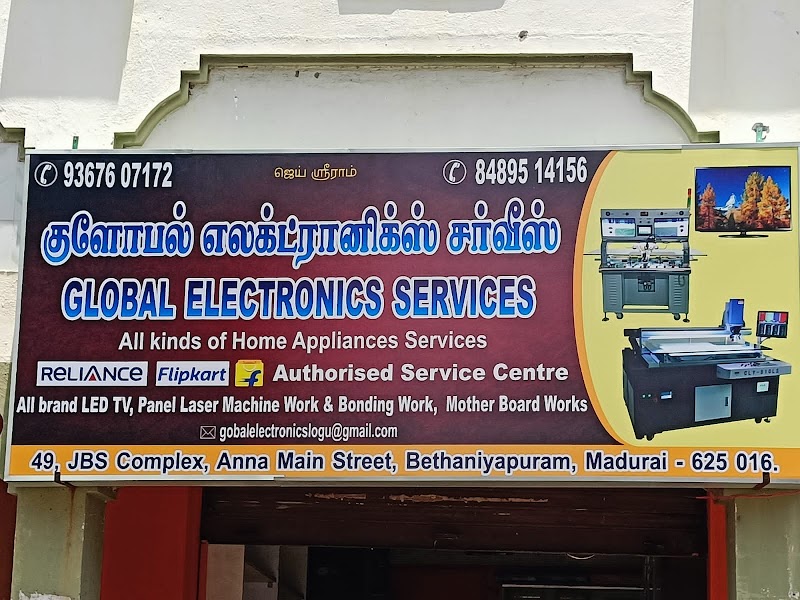 93676 07172
ஜெய் ஸ்ரீராம்
84895 14156
குளோபல் எலக்ட்ரானிக்ஸ் சர்வீஸ்
GLOBAL ELECTRONICS SERVICES
All kinds of Home Appliances Services
RELIANCE Flipkart Authorised Service Centre
All brand LED TV, Panel Laser Machine Work & Bonding Work, Mother Board Works
gobalelectronicslogu@gmail.com
49, JBS Complex, Anna Main Street, Bethaniyapuram, Madurai - 625 016.